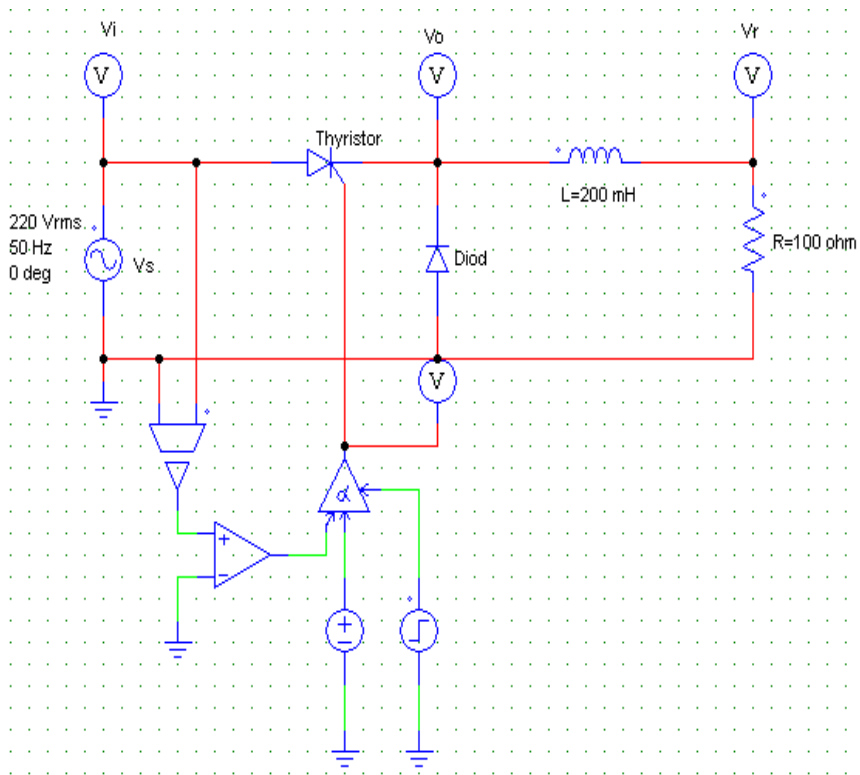 Vi
Vo
Vr
V
V
V
Thyristor
L=200 mH
220 Vrms
50 Hz
0 deg
Vs
Diod
R=100 ohm
V
α
+
-
+
-